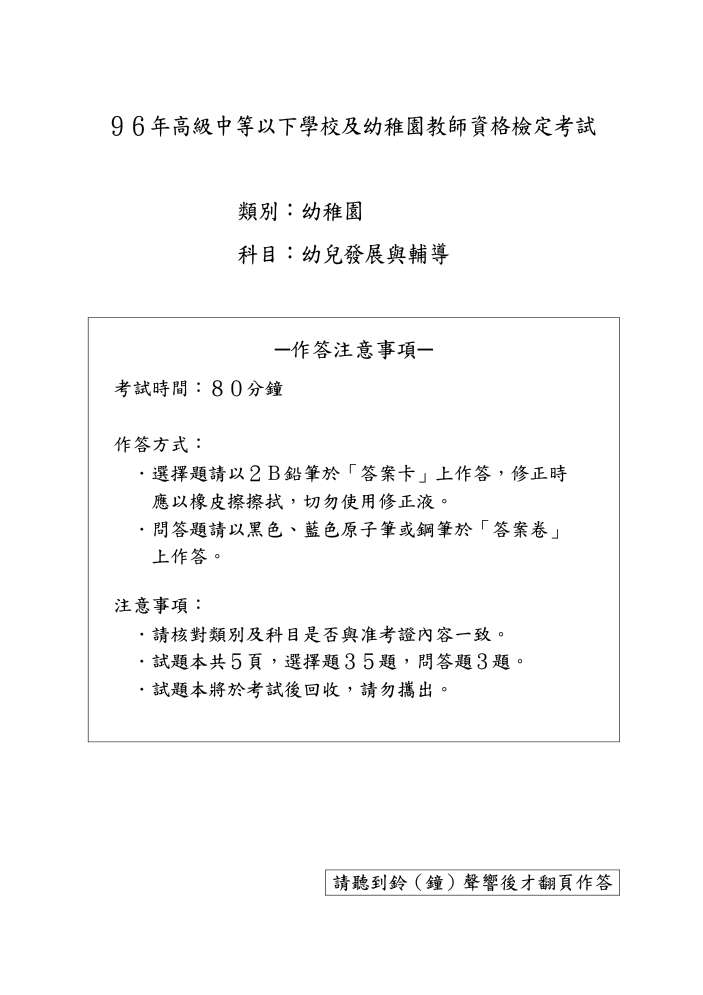 ９６年高級中等以下學校及幼稚園教師資格檢定考試
類別：幼稚園
科目：幼兒發展與輔導
─作答注意事項─
考試時間：８０分鐘
作答方式：
．選擇題請以２Ｂ鉛筆於「答案卡」上作答，修正時
應以橡皮擦擦拭，切勿使用修正液。
．問答題請以黑色、藍色原子筆或鋼筆於「答案卷」
上作答。
注意事項：
．請核對類別及科目是否與准考證內容一致。
．試題本共５頁，選擇題３５題，問答題３題。
．試題本將於考試後回收，請勿攜出。
請聽到鈴（鐘）聲響後才翻頁作答